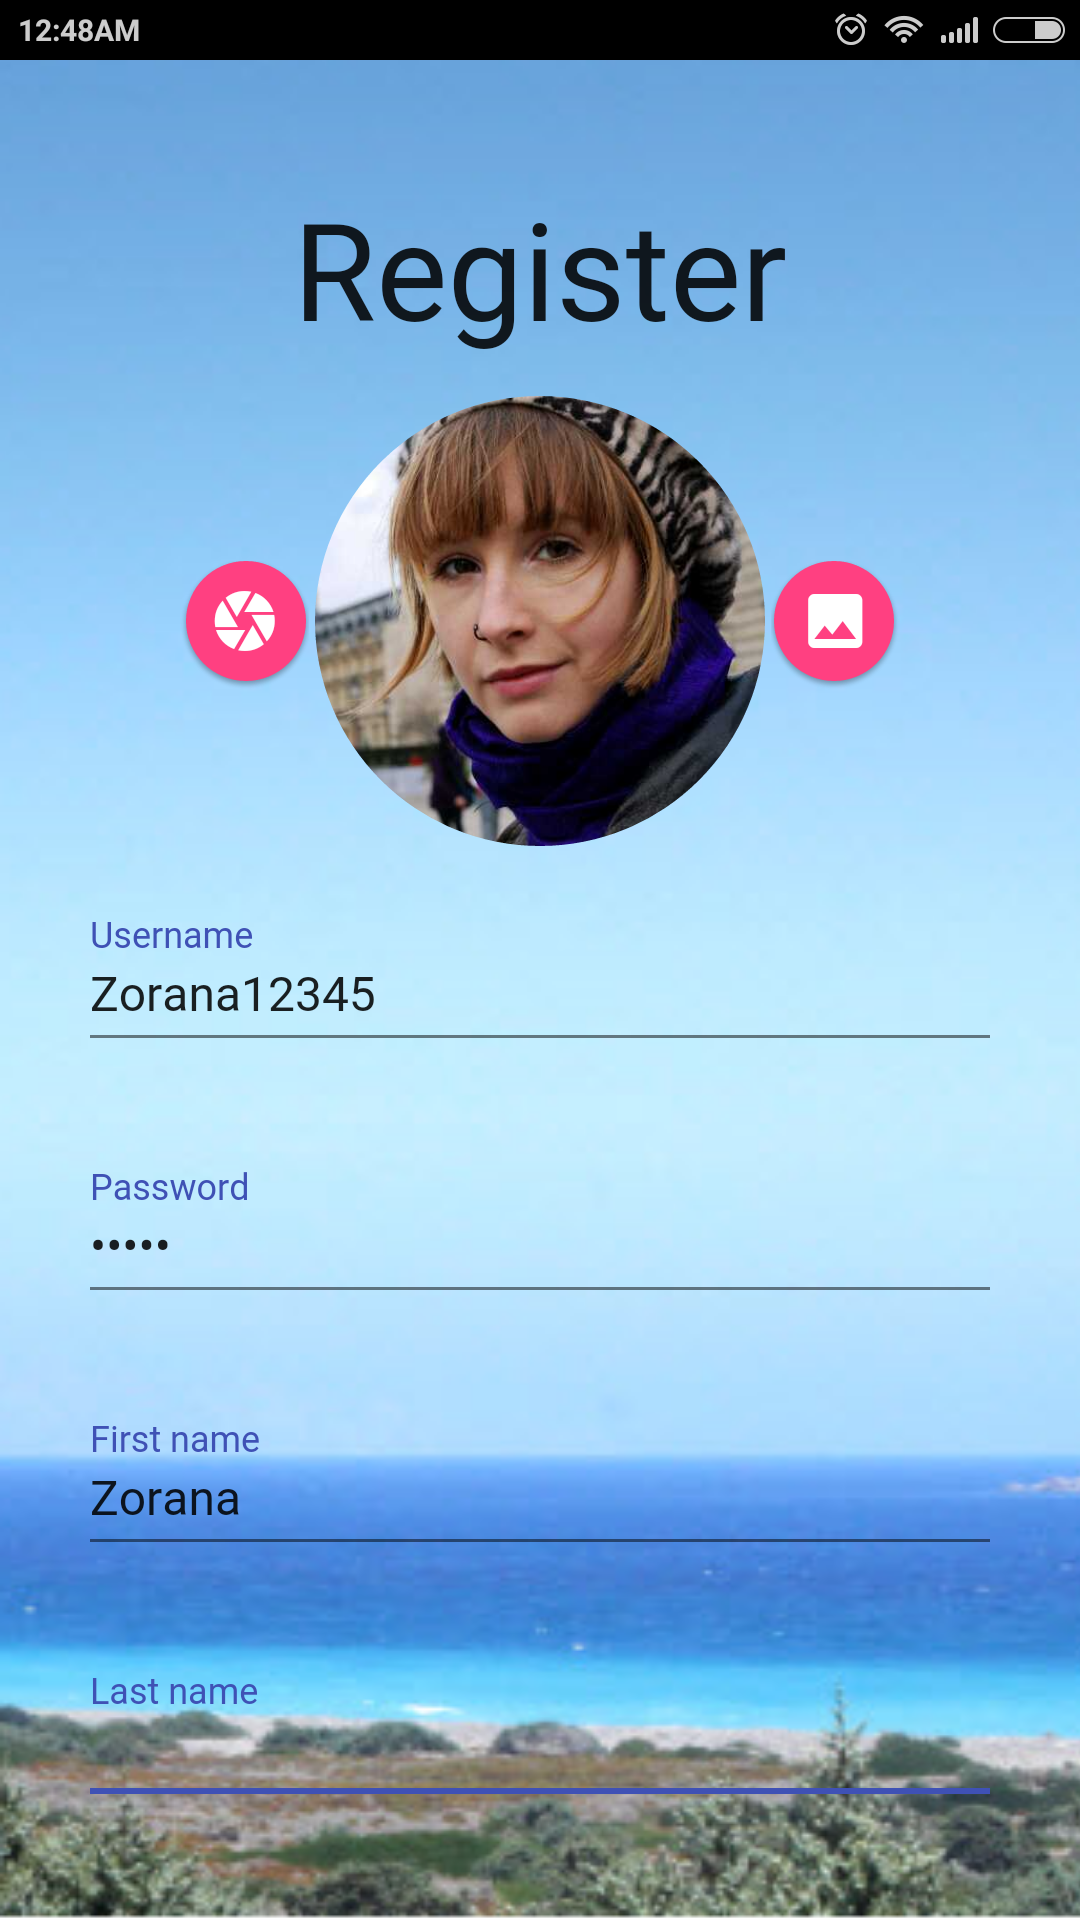 12:48AM
Register
Username
Zorana12345
Password
•••••
First name
Zorana
Last name